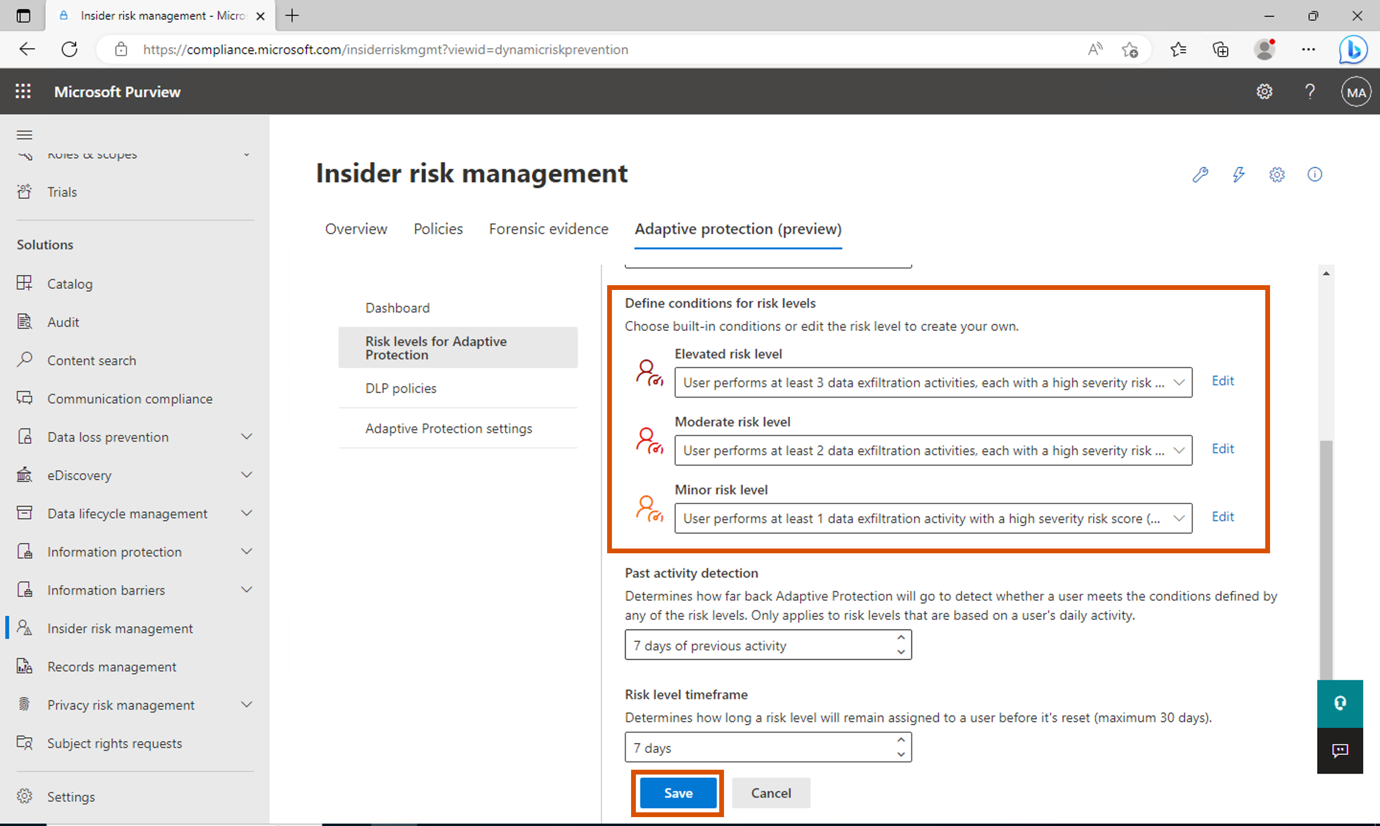 Insider risk management - Micro
https://compliance.microsoft.com/insiderriskmgmt?viewid=dynamicriskprevention
Microsoft Purview
MA
Roles & scopes
Trials
Solutions
Catalog
Audit
Content search
Communication compliance
Data loss prevention
eDiscovery
Data lifecycle management
Information protection
Information barriers
Insider risk management
Records management
Privacy risk management
Subject rights requests
Settings
Insider risk management
Overview
Policies
Forensic evidence
Adaptive protection (preview)
Dashboard
Risk levels for Adaptive
Protection
DLP policies
Adaptive Protection settings
Define conditions for risk levels
Choose built-in conditions or edit the risk level to create your own.
Elevated risk level
User performs at least 3 data exfiltration activities, each with a high severity risk ...
Edit
Moderate risk level
User performs at least 2 data exfiltration activities, each with a high severity risk ...
Edit
Minor risk level
User performs at least 1 data exfiltration activity with a high severity risk score (...
Edit
Past activity detection
Determines how far back Adaptive Protection will go to detect whether a user meets the conditions defined by
any of the risk levels. Only applies to risk levels that are based on a user's daily activity.
7 days of previous activity
Risk level timeframe
Determines how long a risk level will remain assigned to a user before it's reset (maximum 30 days).
7 days
Save
Cancel